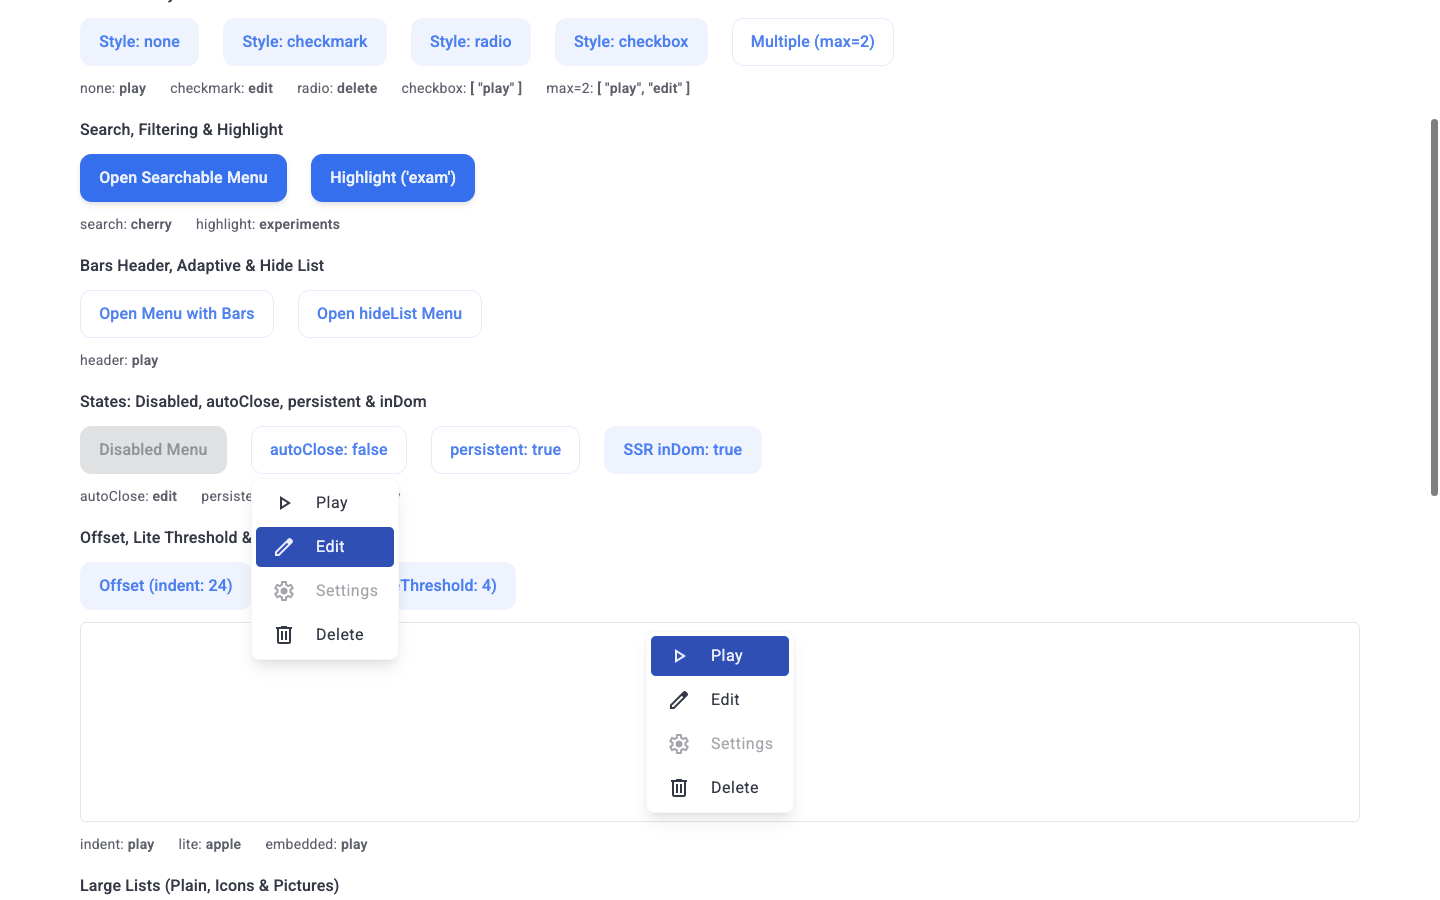 Style: none
Style: checkmark
Style: radio
Style: checkbox
Multiple (max=2)
none: play
checkmark: edit
radio: delete
checkbox: [ "play" ]
max=2: [ "play", "edit" ]
Search, Filtering & Highlight
Open Searchable Menu
Highlight ('exam')
search: cherry
highlight: experiments
Bars Header, Adaptive & Hide List
Open Menu with Bars
Open hideList Menu
header: play
States: Disabled, autoClose, persistent & inDom
Disabled Menu
autoClose: false
persistent: true
SSR inDom: true
autoClose: edit
Play
Edit
Settings
Delete
Offset, Lite Threshold &
Offset (indent: 24)
Threshold: 4)
Play
Edit
Settings
Delete
indent: play
lite: apple
embedded: play
Large Lists (Plain, Icons & Pictures)